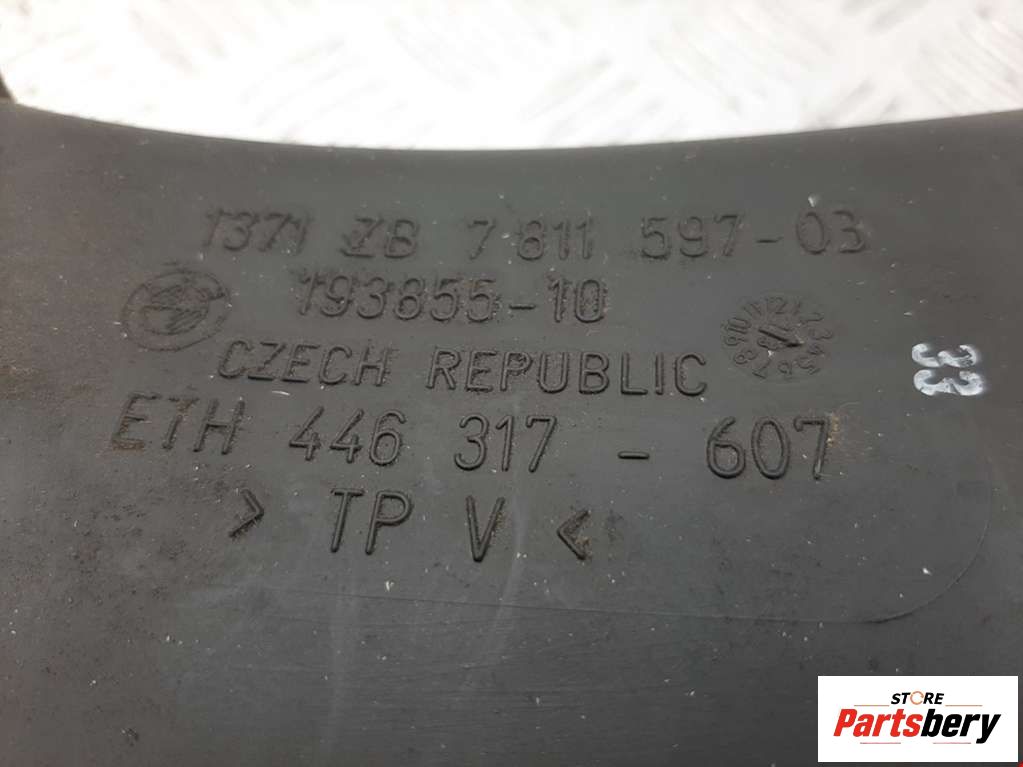 1371 ZB 7 811 597-03
193855-10
CZECH REPUBLIC
ETH 446 317 - 607
> TP V <
33
STORE
Partsbery